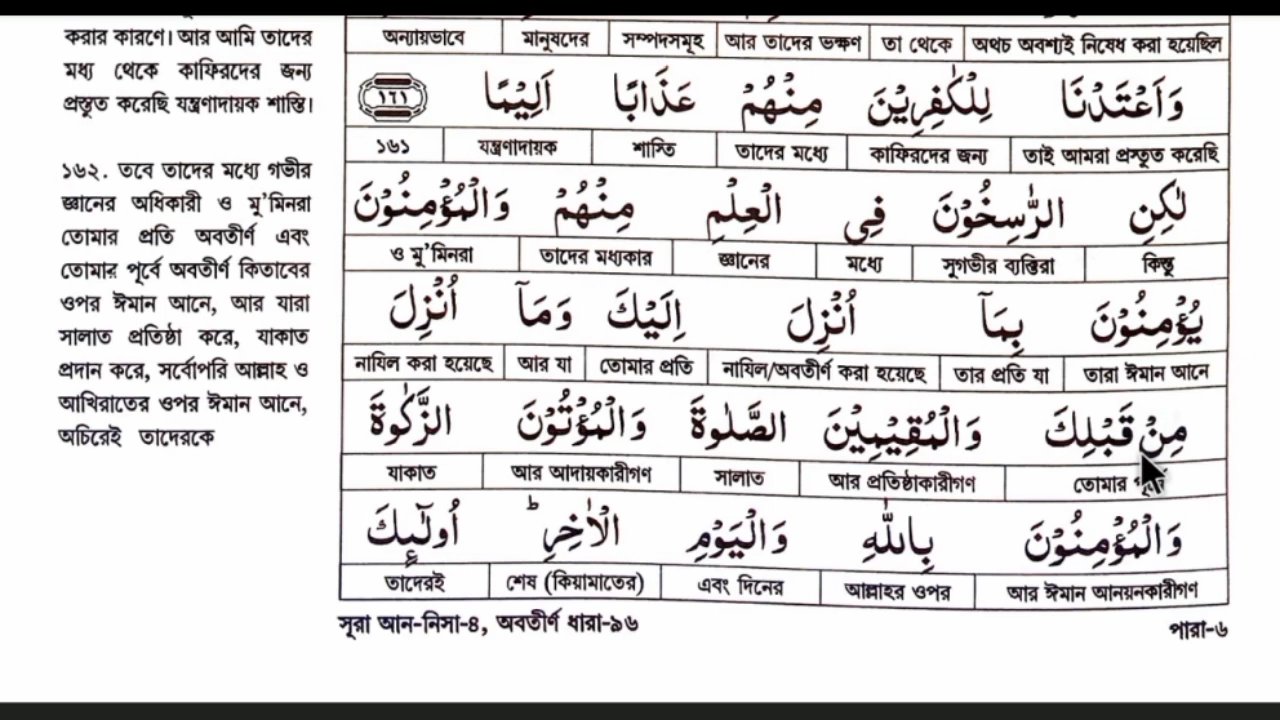 করার কারণে। আর আমি তাদের
মধ্য থেকে কাফিরদের জন্য
প্রস্তুত করেছি যন্ত্রণাদায়ক শাস্তি।
১৬২. তবে তাদের মধ্যে গভীর
জ্ঞানের অধিকারী ও মু'মিনরা
তোমার প্রতি অবতীর্ণ এবং
তোমার পূর্বে অবতীর্ণ কিতাবের
ওপর ঈমান আনে, আর যারা
সালাত প্রতিষ্ঠা করে, যাকাত
প্রদান করে, সর্বোপরি আল্লাহ ও
আখিরাতের ওপর ঈমান আনে,
অচিরেই তাদেরকে
অন্যায়ভাবে মানুষদের সম্পদসমূহ আর তাদের ভক্ষণ তা থেকে অথচ অবশ্যই নিষেধ করা হয়েছিল
وَاَعْتَدْنَا لِلْكٰفِرِيْنَ مِنْهُمْ عَذَابًا اَلِيْمًا ١٦١
১৬১ যন্ত্রণাদায়ক শাস্তি তাদের মধ্যে কাফিরদের জন্য তাই আমরা প্রস্তুত করেছি
لٰكِنِ الرّٰسِخُوْنَ فِي الْعِلْمِ مِنْهُمْ وَالْمُؤْمِنُوْنَ
ও মু'মিনরা তাদের মধ্যকার জ্ঞানের মধ্যে সুগভীর ব্যক্তিরা কিন্তু
يُؤْمِنُوْنَ بِمَآ اُنْزِلَ اِلَيْكَ وَمَآ اُنْزِلَ
নাযিল করা হয়েছে আর যা তোমার প্রতি নাযিল/অবতীর্ণ করা হয়েছে তার প্রতি যা তারা ঈমান আনে
مِنْ قَبْلِكَ وَالْمُقِيْمِيْنَ الصَّلٰوةَ وَالْمُؤْتُوْنَ الزَّكٰوةَ
যাকাত আর আদায়কারীগণ সালাত আর প্রতিষ্ঠাকারীগণ তোমার
وَالْمُؤْمِنُوْنَ بِاللّٰهِ وَالْيَوْمِ الْاٰخِرِ ؕ اُولٰٓئِكَ
তাদেরই শেষ (কিয়ামাতের) এবং দিনের আল্লাহর ওপর আর ঈমান আনয়নকারীগণ
সূরা আন-নিসা-৪, অবতীর্ণ ধারা-৯৬ পারা-৬